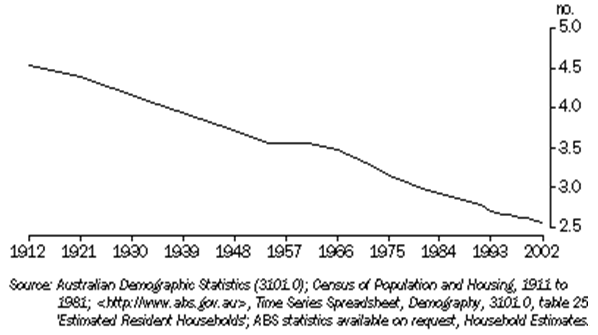 no.
5.0
4.5
4.0
3.5
3.0
2.5
1912 1921 1930 1939 1948 1957 1966 1975 1984 1993 2002
Source: Australian Demographic Statistics (3101.0); Census of Population and Housing, 1911 to
1981; <http://www.abs.gov.au>, Time Series Spreadsheet, Demography, 3101.0, table 25
'Estimated Resident Households'; ABS statistics available on request, Household Estimates.